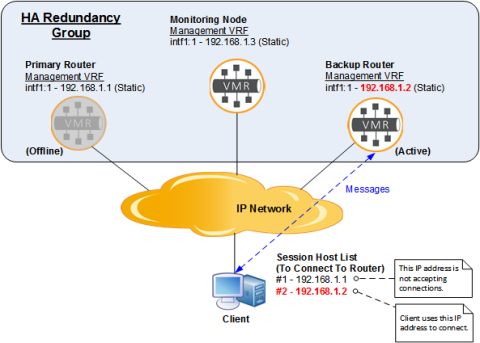 HA Redundancy
Group
Monitoring Node
Management VRF
intf1:1 - 192.168.1.3 (Static)
Primary Router
Management VRF
intf1:1 - 192.168.1.1 (Static)
Backup Router
Management VRF
intf1:1 - 192.168.1.2 (Static)
VMR
VMR
VMR
(Offline)
(Active)
Messages
IP Network
Session Host List
(To Connect To Router)
#1 - 192.168.1.1
#2 - 192.168.1.2
This IP address is
not accepting
connections.
Client uses this IP
address to connect.
Client